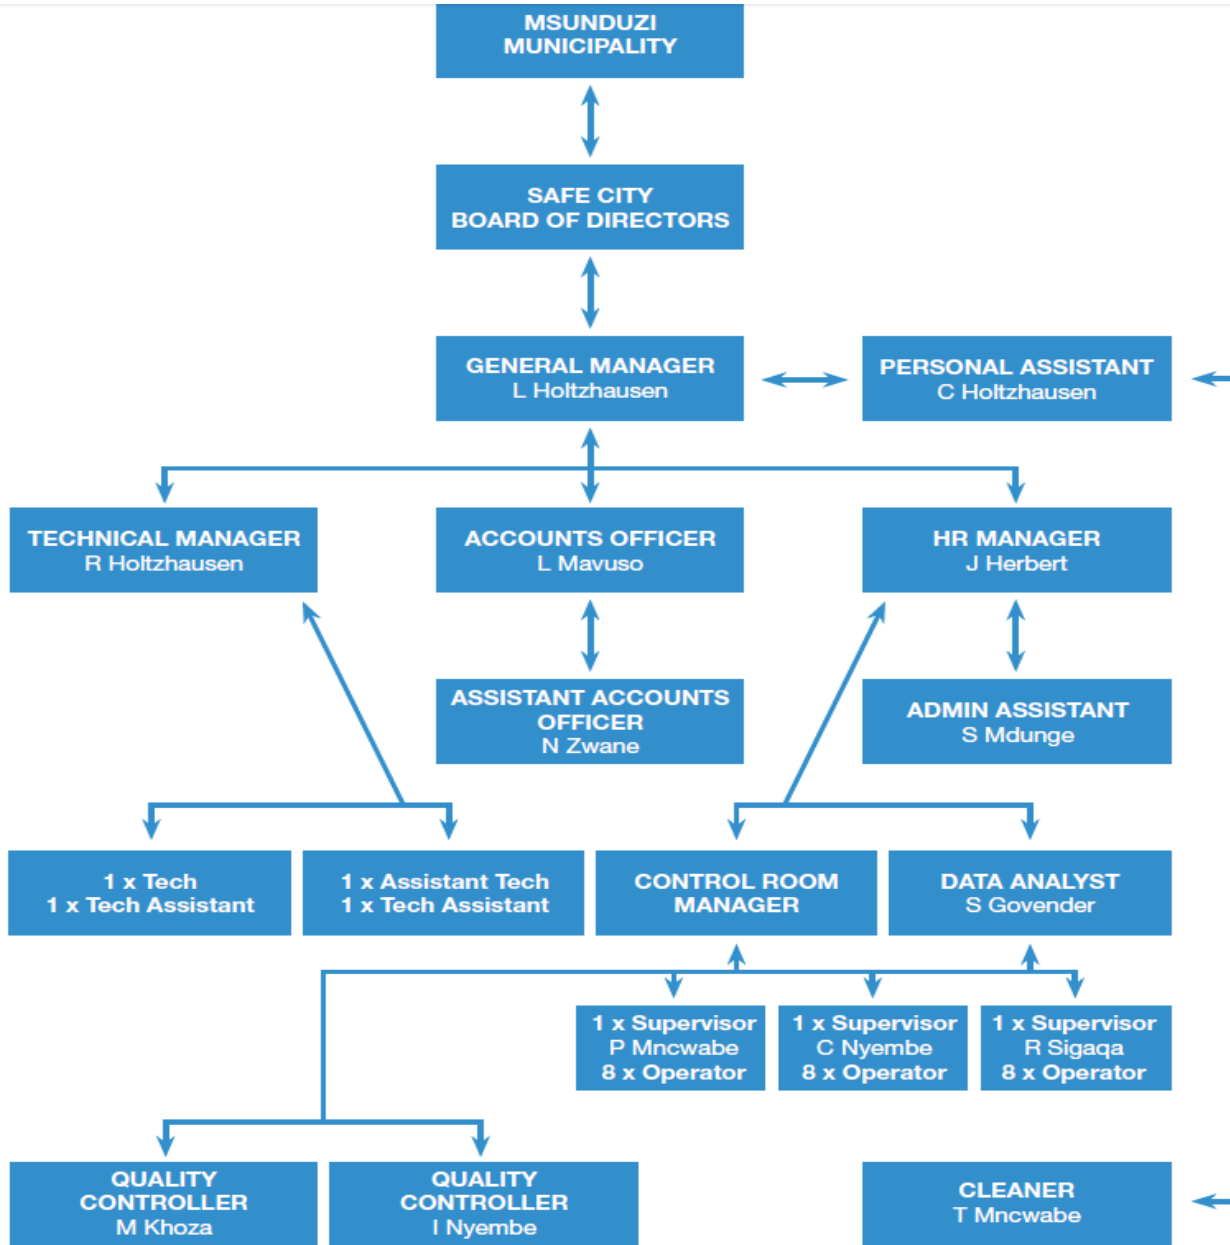 MSUNDUZI
MUNICIPALITY
SAFE CITY
BOARD OF DIRECTORS
GENERAL MANAGER
L Holtzhausen
PERSONAL ASSISTANT
C Holtzhausen
TECHNICAL MANAGER
R Holtzhausen
ACCOUNTS OFFICER
L Mavuso
HR MANAGER
J Herbert
ASSISTANT ACCOUNTS
OFFICER
N Zwane
ADMIN ASSISTANT
S Mdunge
1 x Tech
1 x Tech Assistant
1 x Assistant Tech
1 x Tech Assistant
CONTROL ROOM
MANAGER
DATA ANALYST
S Govender
1 x Supervisor
P Mncwabe
8 x Operator
1 x Supervisor
C Nyembe
8 x Operator
1 x Supervisor
R Sigaqa
8 x Operator
QUALITY
CONTROLLER
M Khoza
QUALITY
CONTROLLER
I Nyembe
CLEANER
T Mncwabe